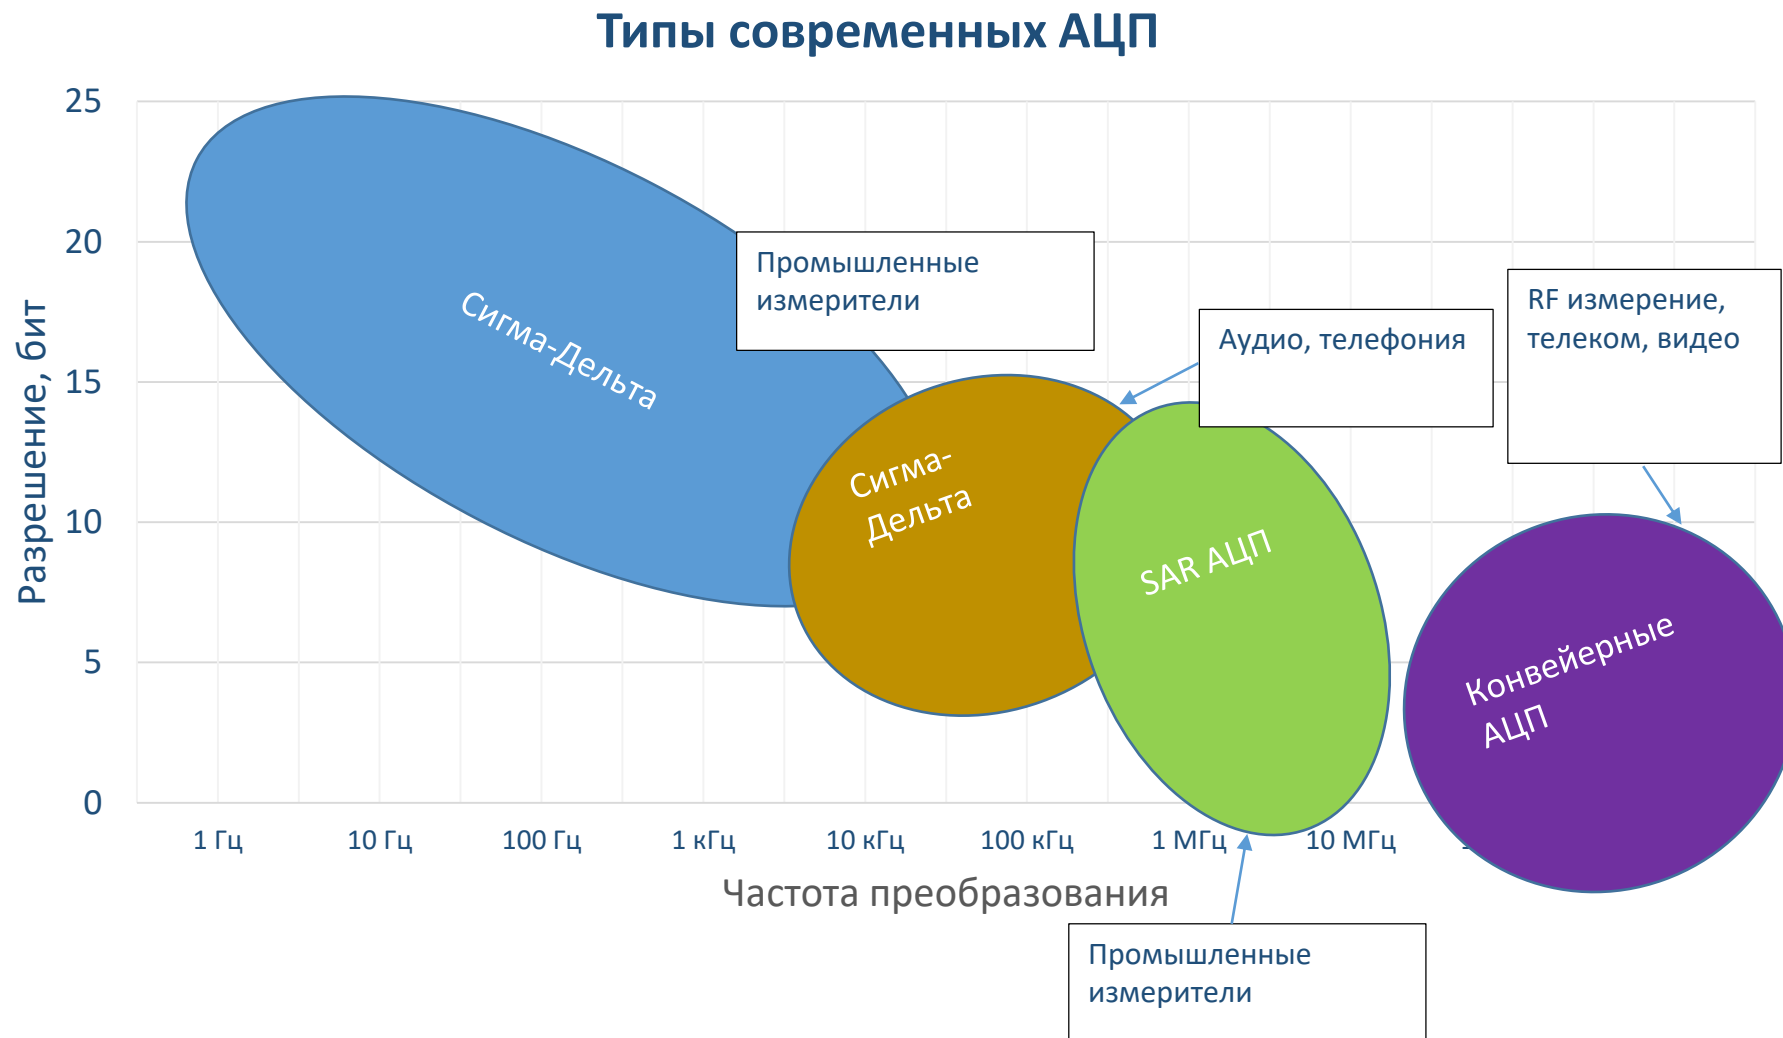 Типы современных АЦП
25
20
15
10
5
0
Разрешение, бит
Сигма-Дельта
Промышленные
измерители
Сигма-
Дельта
Аудио, телефония
SAR АЦП
RF измерение,
телеком, видео
Конвейерные
АЦП
1 Гц
10 Гц
100 Гц
1 кГц
10 кГц
100 кГц
1 МГц
10 МГц
Частота преобразования
Промышленные
измерители